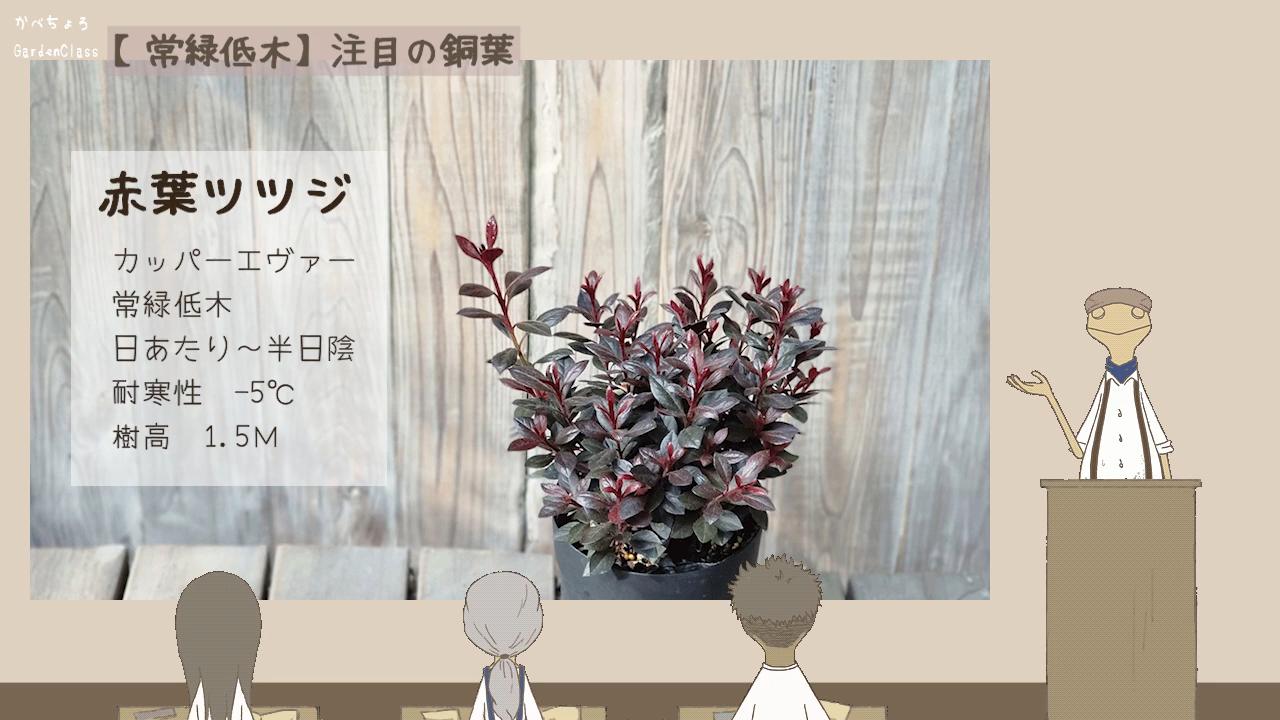 かべちょろ
GardenClass
【 常緑低木】注目の銅葉
赤葉ツツジ
カッパーエヴァー
常緑低木
日あたり～半日陰
耐寒性 -5℃
樹高 1.5M